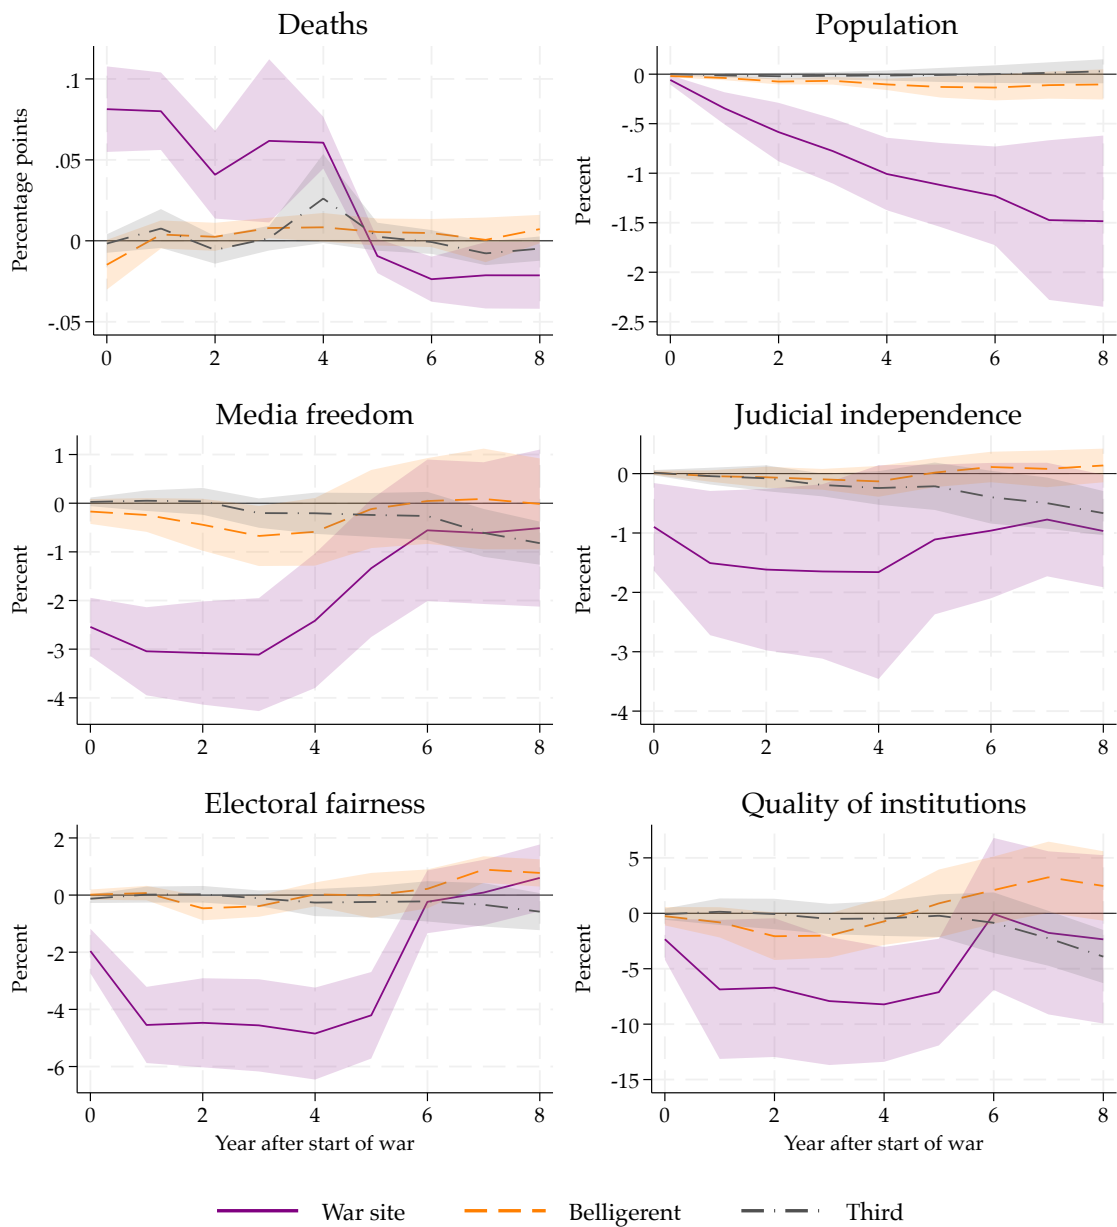 Deaths
Percentage points
.1
.05
0
-.05
0 2 4 6 8
Population
Percent
0
-.5
-1
-1.5
-2
-2.5
0 2 4 6 8
Media freedom
Percent
1
0
-1
-2
-3
-4
0 2 4 6 8
Judicial independence
Percent
0
-1
-2
-3
-4
0 2 4 6 8
Electoral fairness
Percent
2
0
-2
-4
-6
0 2 4 6 8
Year after start of war
Quality of institutions
Percent
5
0
-5
-10
-15
0 2 4 6 8
Year after start of war
War site Belligerent Third